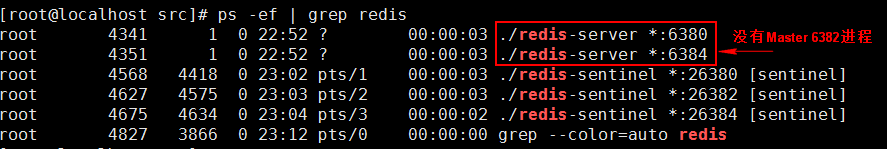 [root@localhost src]# ps -ef | grep redis
root 4341 1 0 22:52 ? 00:00:03 ./redis-server *:6380
没有Master 6382进程
root 4351 1 0 22:52 ? 00:00:03 ./redis-server *:6384
root 4568 4418 0 23:02 pts/1 00:00:03 ./redis-sentinel *:26380 [sentinel]
root 4627 4575 0 23:03 pts/2 00:00:03 ./redis-sentinel *:26382 [sentinel]
root 4675 4634 0 23:04 pts/3 00:00:02 ./redis-sentinel *:26384 [sentinel]
root 4827 3866 0 23:12 pts/0 00:00:00 grep --color=auto redis